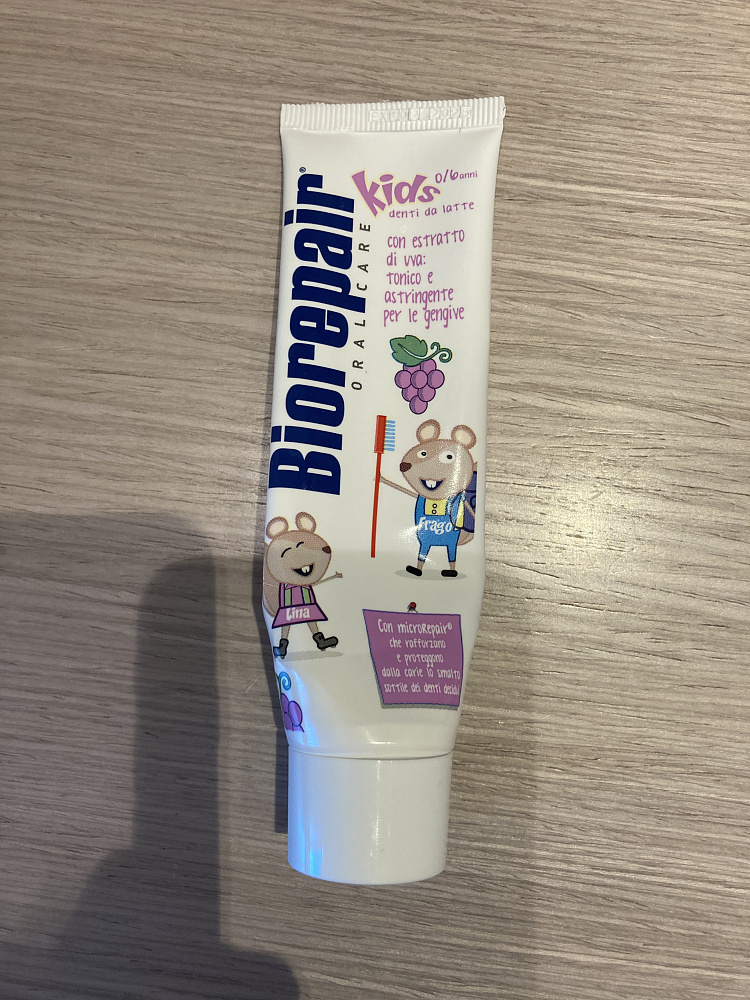 Biorepair®
ORAL CARE
kids 0/6 anni
denti da latte
con estratto
di uva:
tonico e
astringente
per le gengive
Frago
Lina
Con microRepair®
che rafforzano
e proteggono
dalla carie lo smalto
sottile dei denti decidui